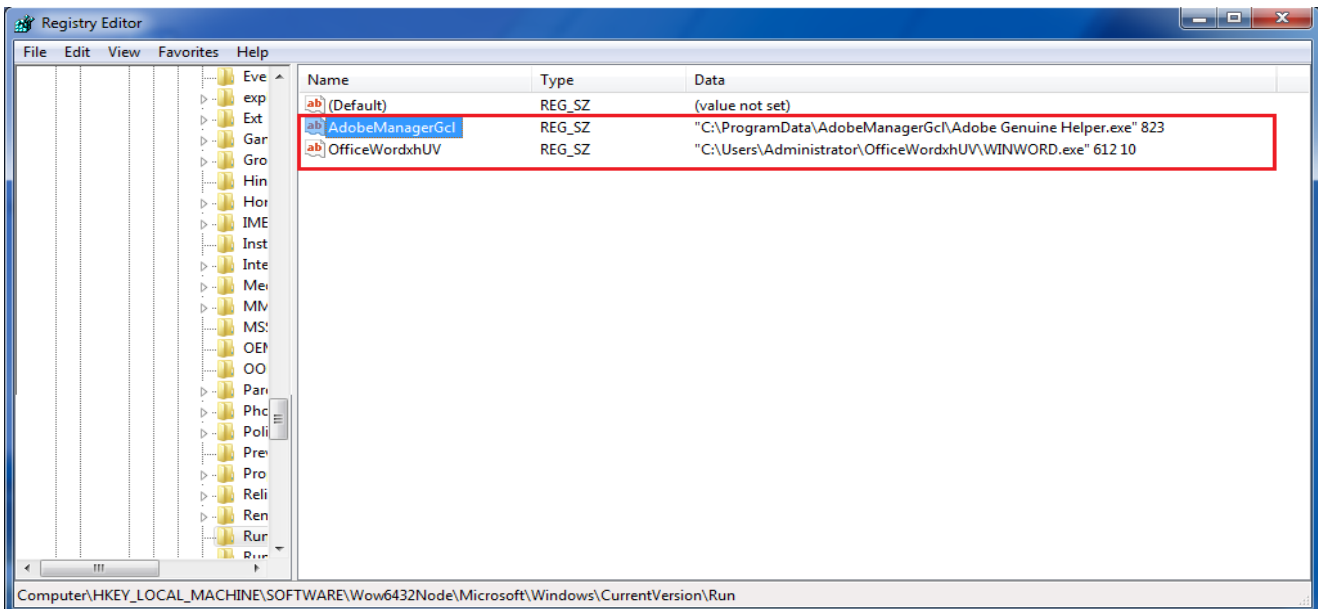 Registry Editor
File Edit View Favorites Help
Name Type Data
(Default) REG_SZ (value not set)
AdobeManagerGcl REG_SZ "C:\ProgramData\AdobeManagerGcl\Adobe Genuine Helper.exe" 823
OfficeWordxhUV REG_SZ "C:\Users\Administrator\OfficeWordxhUV\WINWORD.exe" 612 10
Eve
exp
Ext
Gar
Gro
Hin
Hor
IME
Inst
Inte
Me
MM
MSS
OEM
OO
Par
Pho
Poli
Pre
Pro
Reli
Ren
Run
Run
Computer\HKEY_LOCAL_MACHINE\SOFTWARE\Wow6432Node\Microsoft\Windows\CurrentVersion\Run